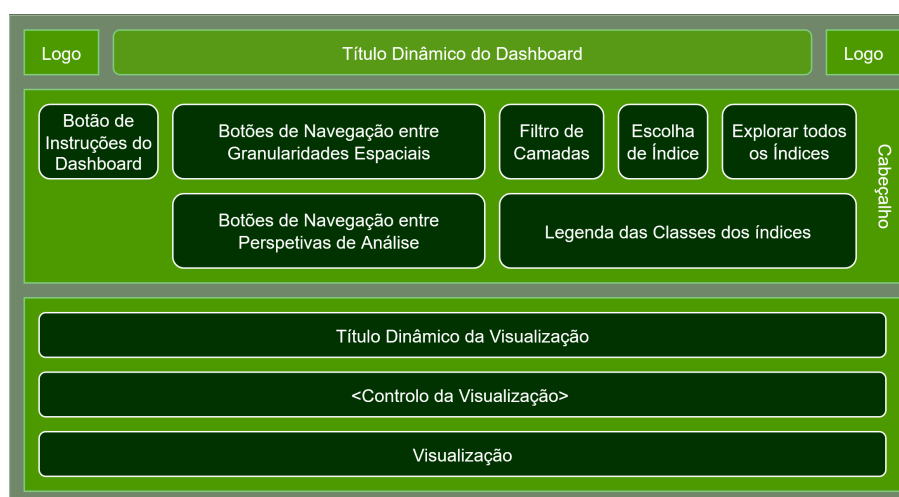 Logo
Título Dinâmico do Dashboard
Logo
Botão de
Instruções do
Dashboard
Botões de Navegação entre
Granularidades Espaciais
Filtro de
Camadas
Escolha
de Índice
Explorar todos
os Índices
Cabeçalho
Botões de Navegação entre
Perspetivas de Análise
Legenda das Classes dos índices
Título Dinâmico da Visualização
<Controlo da Visualização>
Visualização